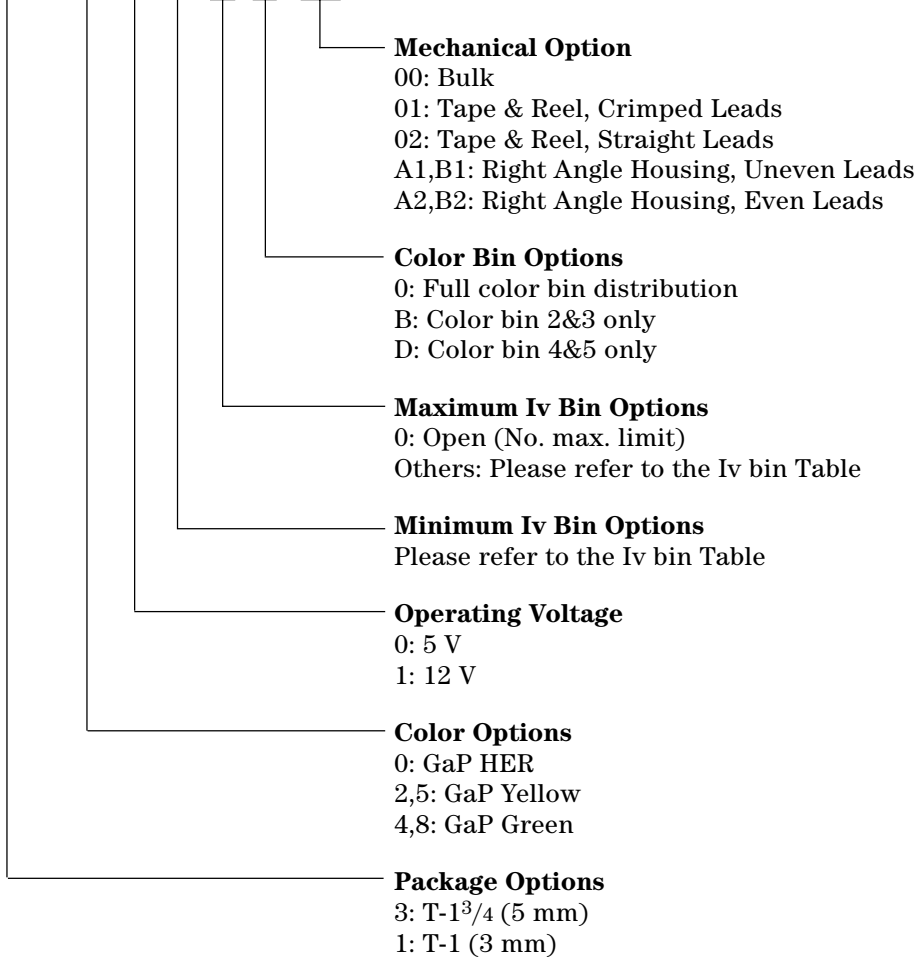 Mechanical Option
00: Bulk
01: Tape & Reel, Crimped Leads
02: Tape & Reel, Straight Leads
A1,B1: Right Angle Housing, Uneven Leads
A2,B2: Right Angle Housing, Even Leads
Color Bin Options
0: Full color bin distribution
B: Color bin 2&3 only
D: Color bin 4&5 only
Maximum Iv Bin Options
0: Open (No. max. limit)
Others: Please refer to the Iv bin Table
Minimum Iv Bin Options
Please refer to the Iv bin Table
Operating Voltage
0: 5 V
1: 12 V
Color Options
0: GaP HER
2,5: GaP Yellow
4,8: GaP Green
Package Options
3: T-1 3/4 (5 mm)
1: T-1 (3 mm)